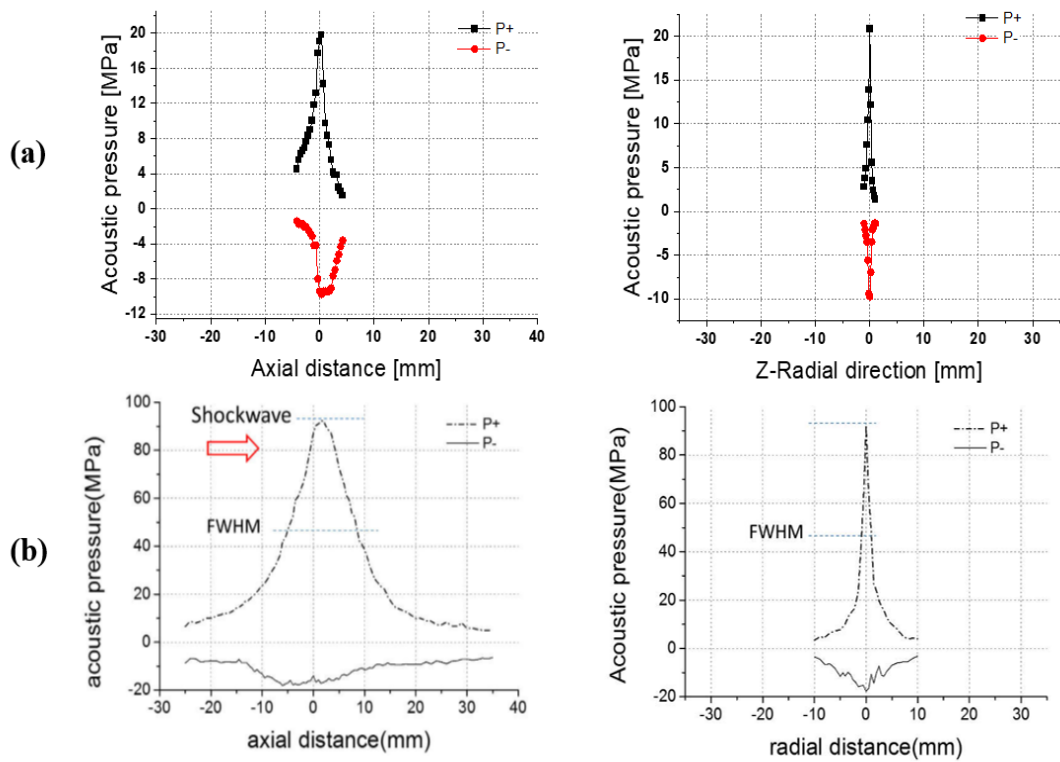 (a)
P+
P-
20
16
12
8
4
0
-4
-8
-12
-30
-20
-10
0
10
20
30
40
Acoustic pressure [MPa]
Axial distance [mm]
P+
P-
20
15
10
5
0
-5
-10
-30
-20
-10
0
10
20
30
Acoustic pressure [MPa]
Z-Radial direction [mm]
(b)
Shockwave
FWHM
P+
P-
100
80
60
40
20
0
-20
-30
-20
-10
0
10
20
30
40
acoustic pressure(MPa)
axial distance(mm)
FWHM
P+
P-
100
80
60
40
20
0
-20
-30
-20
-10
0
10
20
30
Acoustic pressure(MPa)
radial distance(mm)